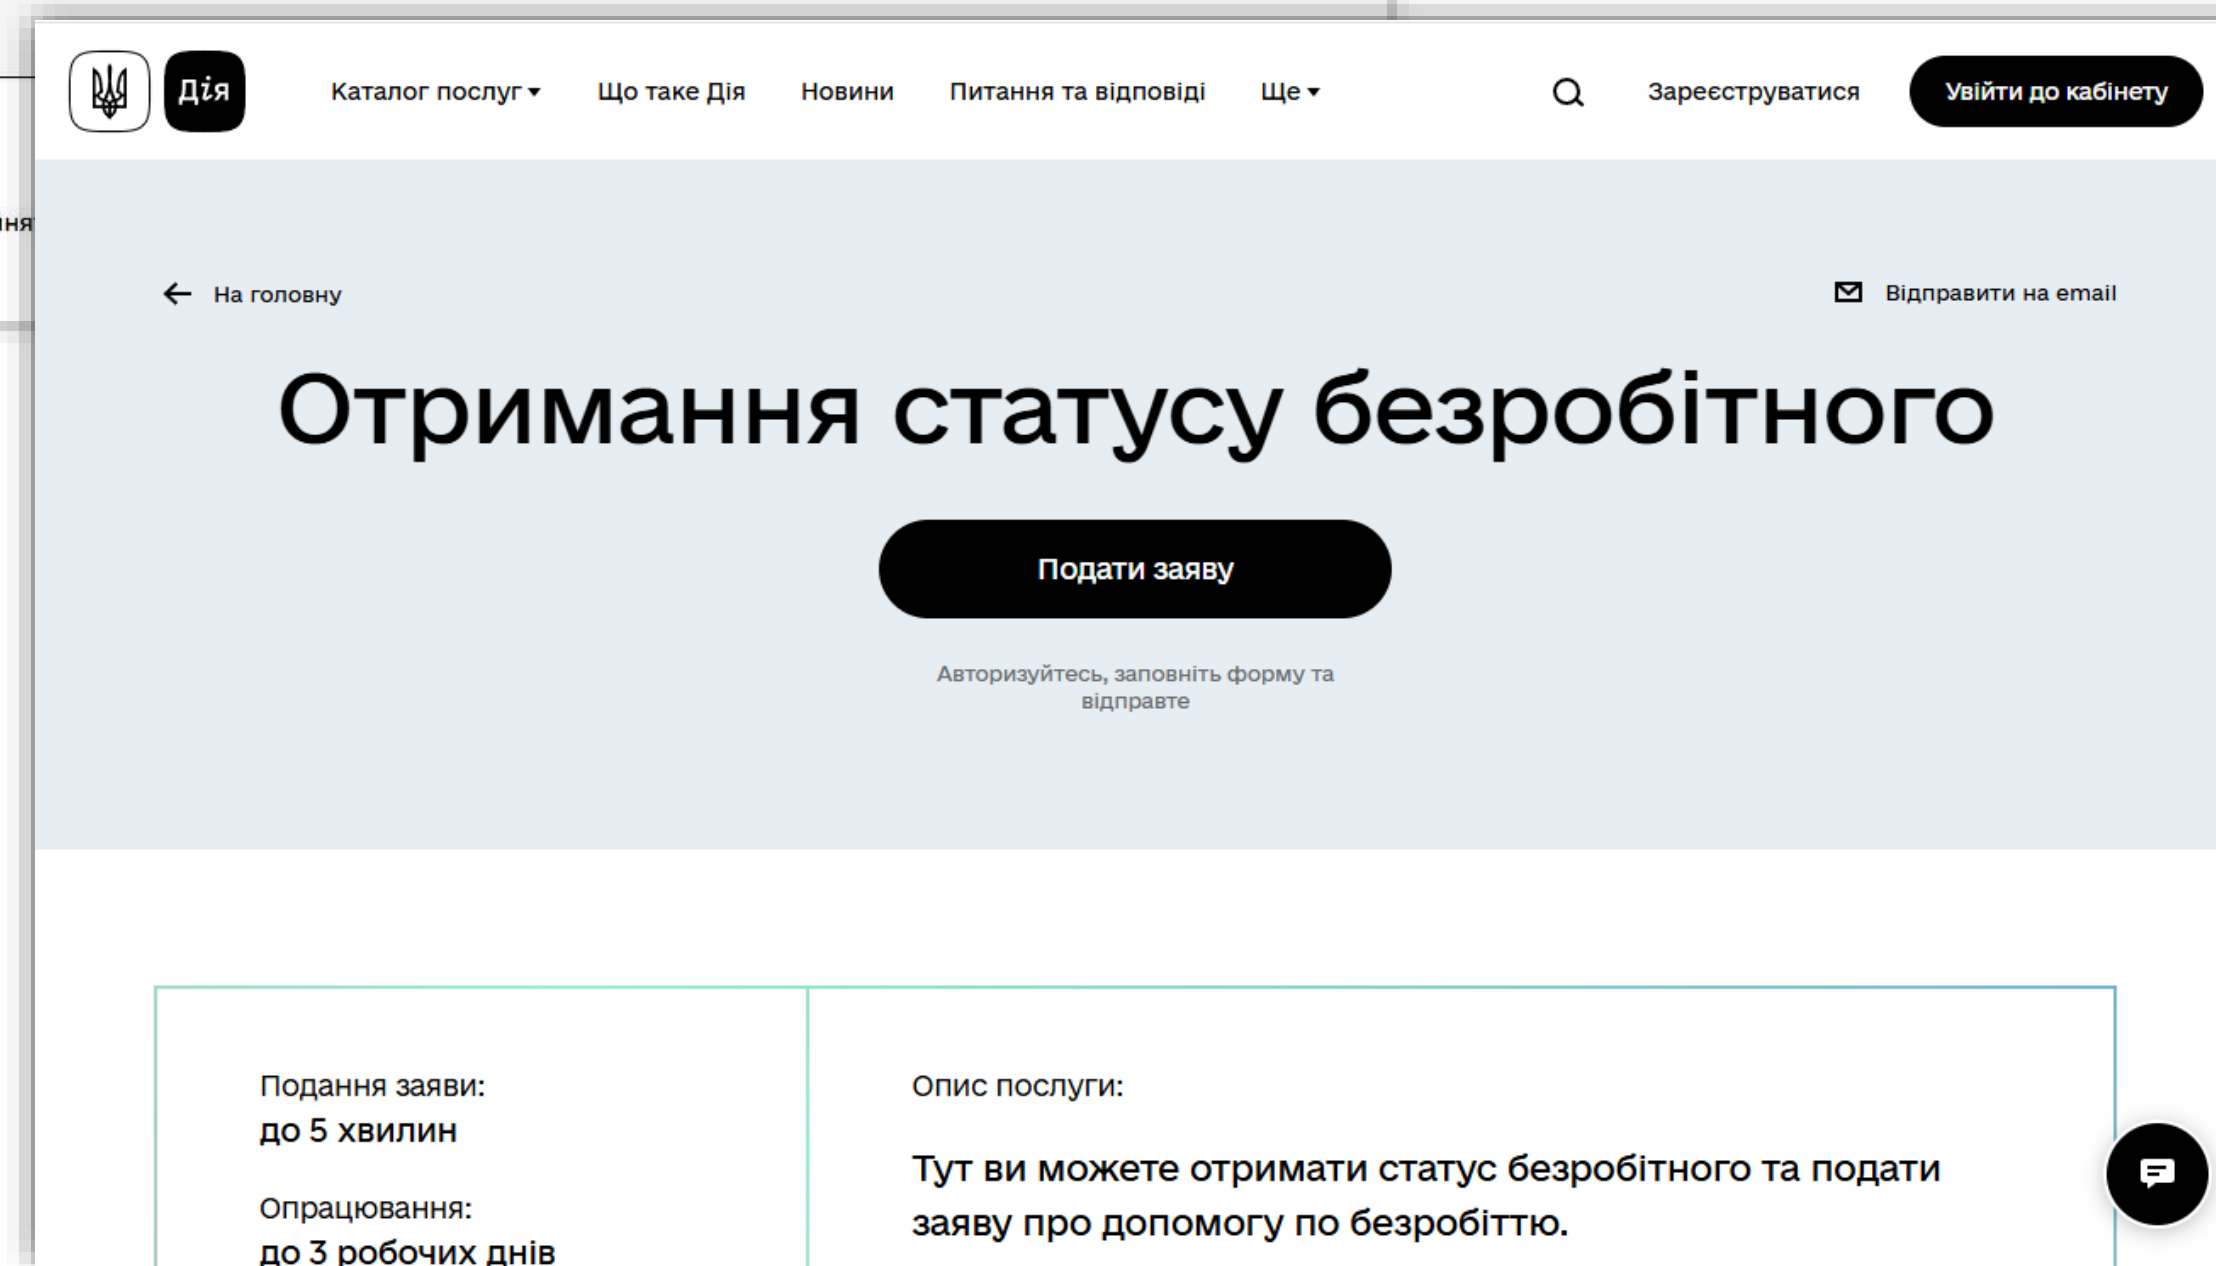 Дія
Каталог послуг
Що таке Дія
Новини
Питання та відповіді
Ще
Зареєструватися
Увійти до кабінету
На головну
Відправити на email
Отримання статусу безробітного
Подати заяву
Авторизуйтесь, заповніть форму та
відправте
Подання заяви:
до 5 хвилин
Опрацювання:
до 3 робочих днів
Опис послуги:
Тут ви можете отримати статус безробітного та подати
заяву про допомогу по безробіттю.